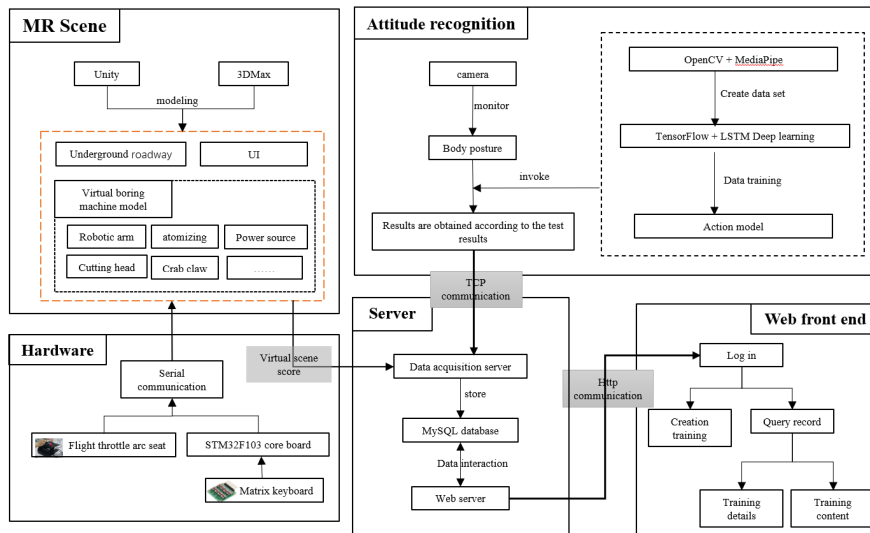 MR Scene
Unity
3DMax
modeling
Underground roadway
UI
Virtual boring
machine model
Robotic arm
atomizing
Power source
Cutting head
Crab claw
......
Attitude recognition
camera
monitor
Body posture
invoke
Results are obtained according to the test
results
OpenCV + MediaPipe
Create data set
TensorFlow + LSTM Deep learning
Data training
Action model
TCP
communication
Hardware
Serial
communication
Flight throttle arc seat
STM32F103 core board
Matrix keyboard
Virtual scene
score
Server
Data acquisition server
store
MySQL database
Data interaction
Web server
Http
communication
Web front end
Log in
Creation
training
Query record
Training
details
Training
content